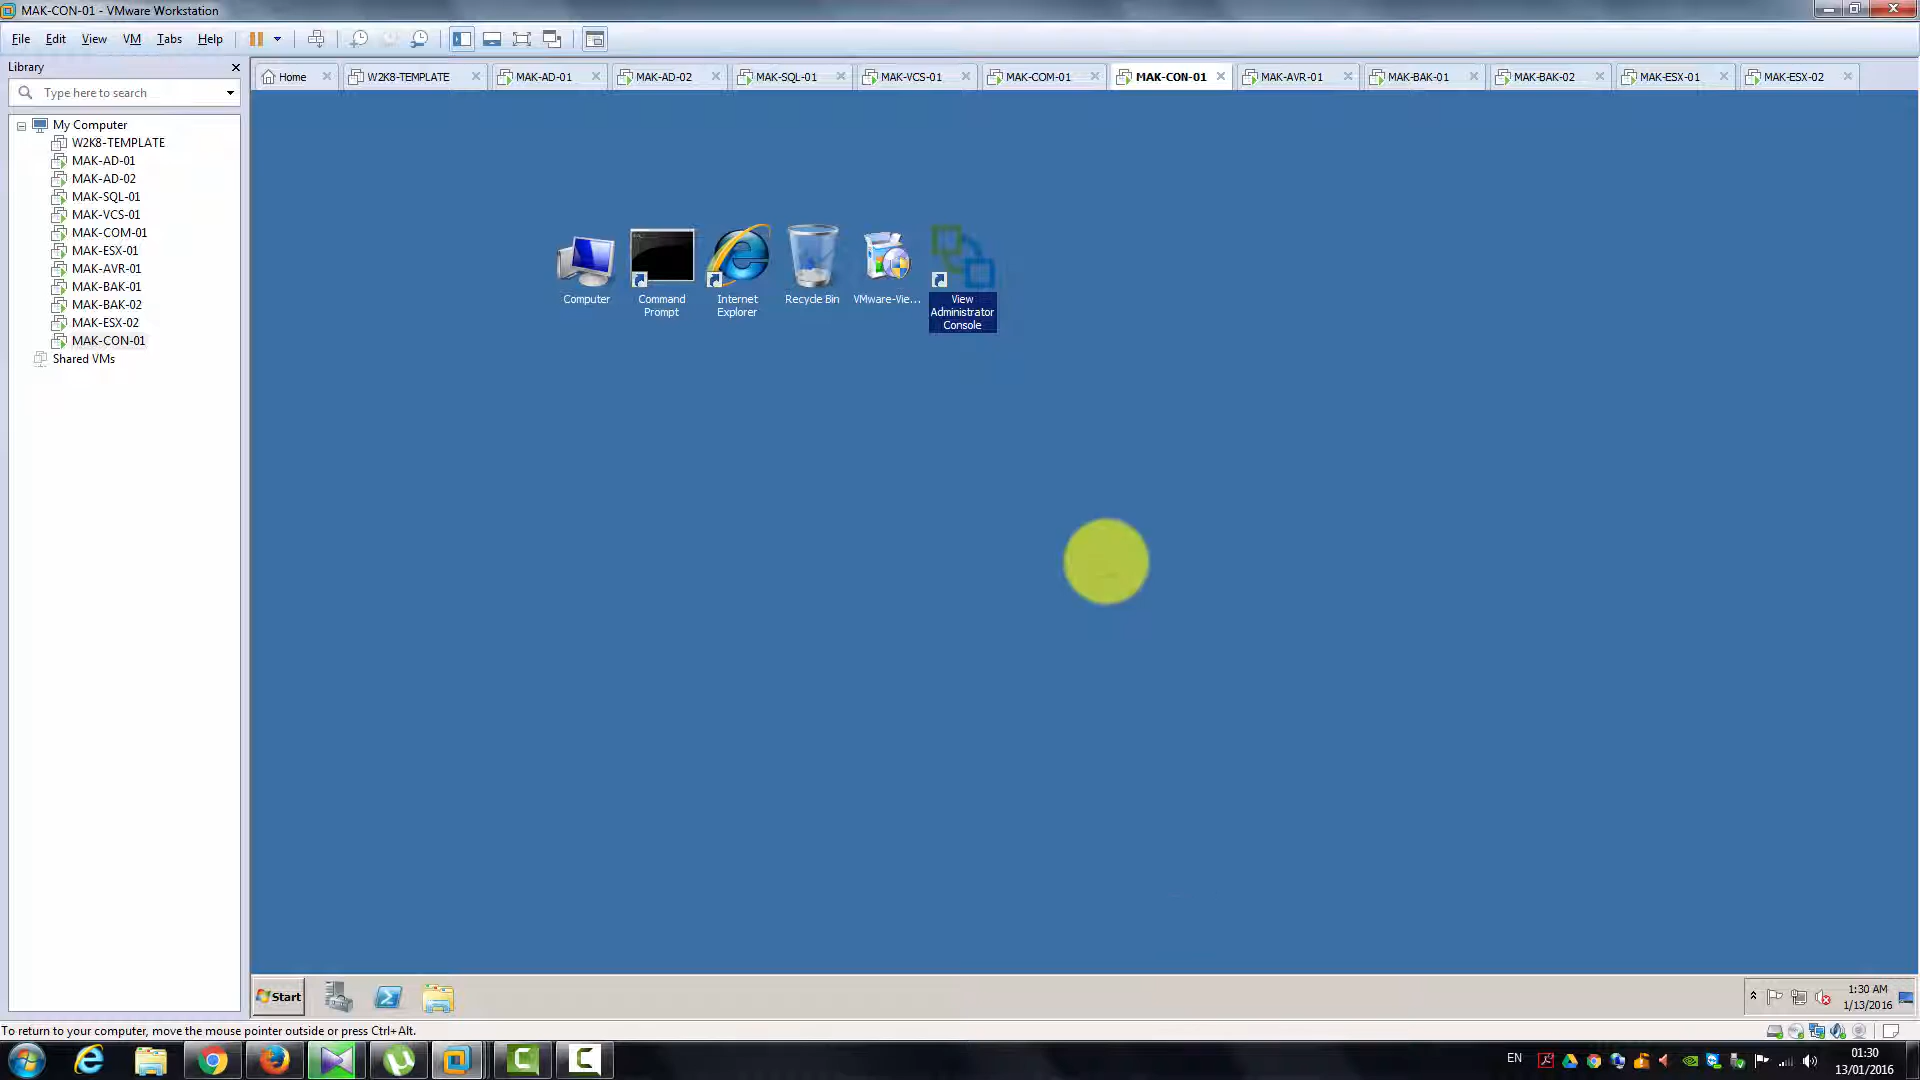 MAK-CON-01 - VMware Workstation
File Edit View VM Tabs Help
Library
Type here to search
My Computer
W2K8-TEMPLATE
MAK-AD-01
MAK-AD-02
MAK-SQL-01
MAK-VCS-01
MAK-COM-01
MAK-ESX-01
MAK-AVR-01
MAK-BAK-01
MAK-BAK-02
MAK-ESX-02
MAK-CON-01
Shared VMs
Home W2K8-TEMPLATE MAK-AD-01 MAK-AD-02 MAK-SQL-01 MAK-VCS-01 MAK-COM-01 MAK-CON-01 MAK-AVR-01 MAK-BAK-01 MAK-BAK-02 MAK-ESX-01 MAK-ESX-02
Computer
Command
Prompt
Internet
Explorer
Recycle Bin
VMware-Vie...
View
Administrator
Console
Start
1:30 AM
1/13/2016
To return to your computer, move the mouse pointer outside or press Ctrl+Alt.
EN
01:30
13/01/2016